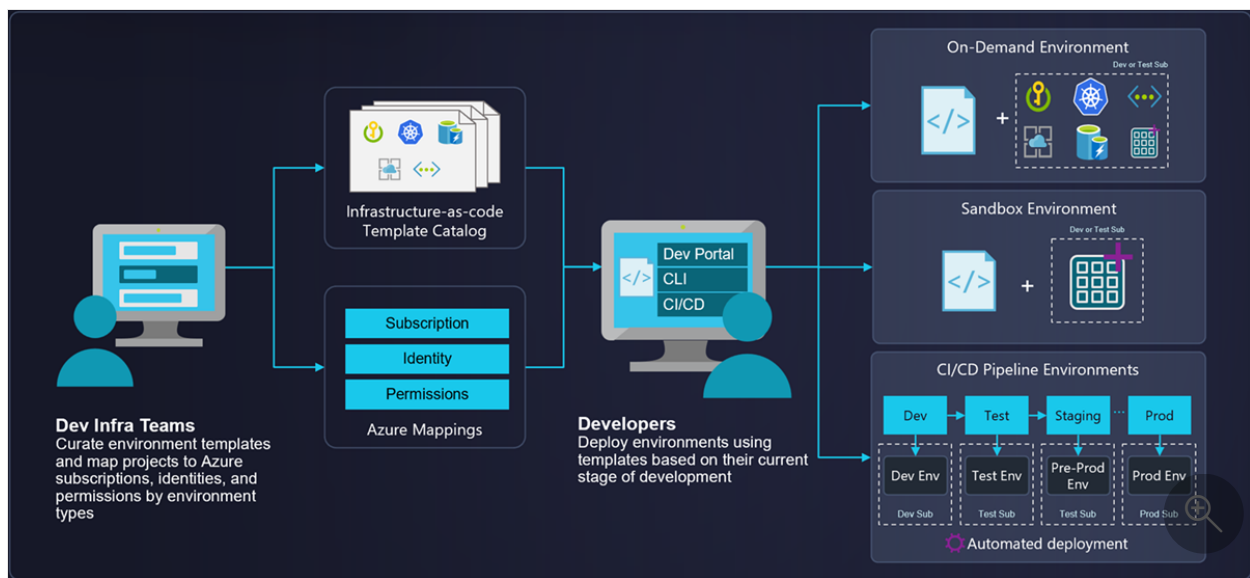 Dev Infra Teams
Curate environment templates
and map projects to Azure
subscriptions, identities, and
permissions by environment
types
Infrastructure-as-code
Template Catalog
Subscription
Identity
Permissions
Azure Mappings
Dev Portal
CLI
CI/CD
Developers
Deploy environments using
templates based on their current
stage of development
On-Demand Environment
Dev or Test Sub
Sandbox Environment
Dev or Test Sub
CI/CD Pipeline Environments
Dev
Test
Staging
Prod
Dev Env
Test Env
Pre-Prod
Env
Prod Env
Dev Sub
Test Sub
Test Sub
Prod Sub
Automated deployment